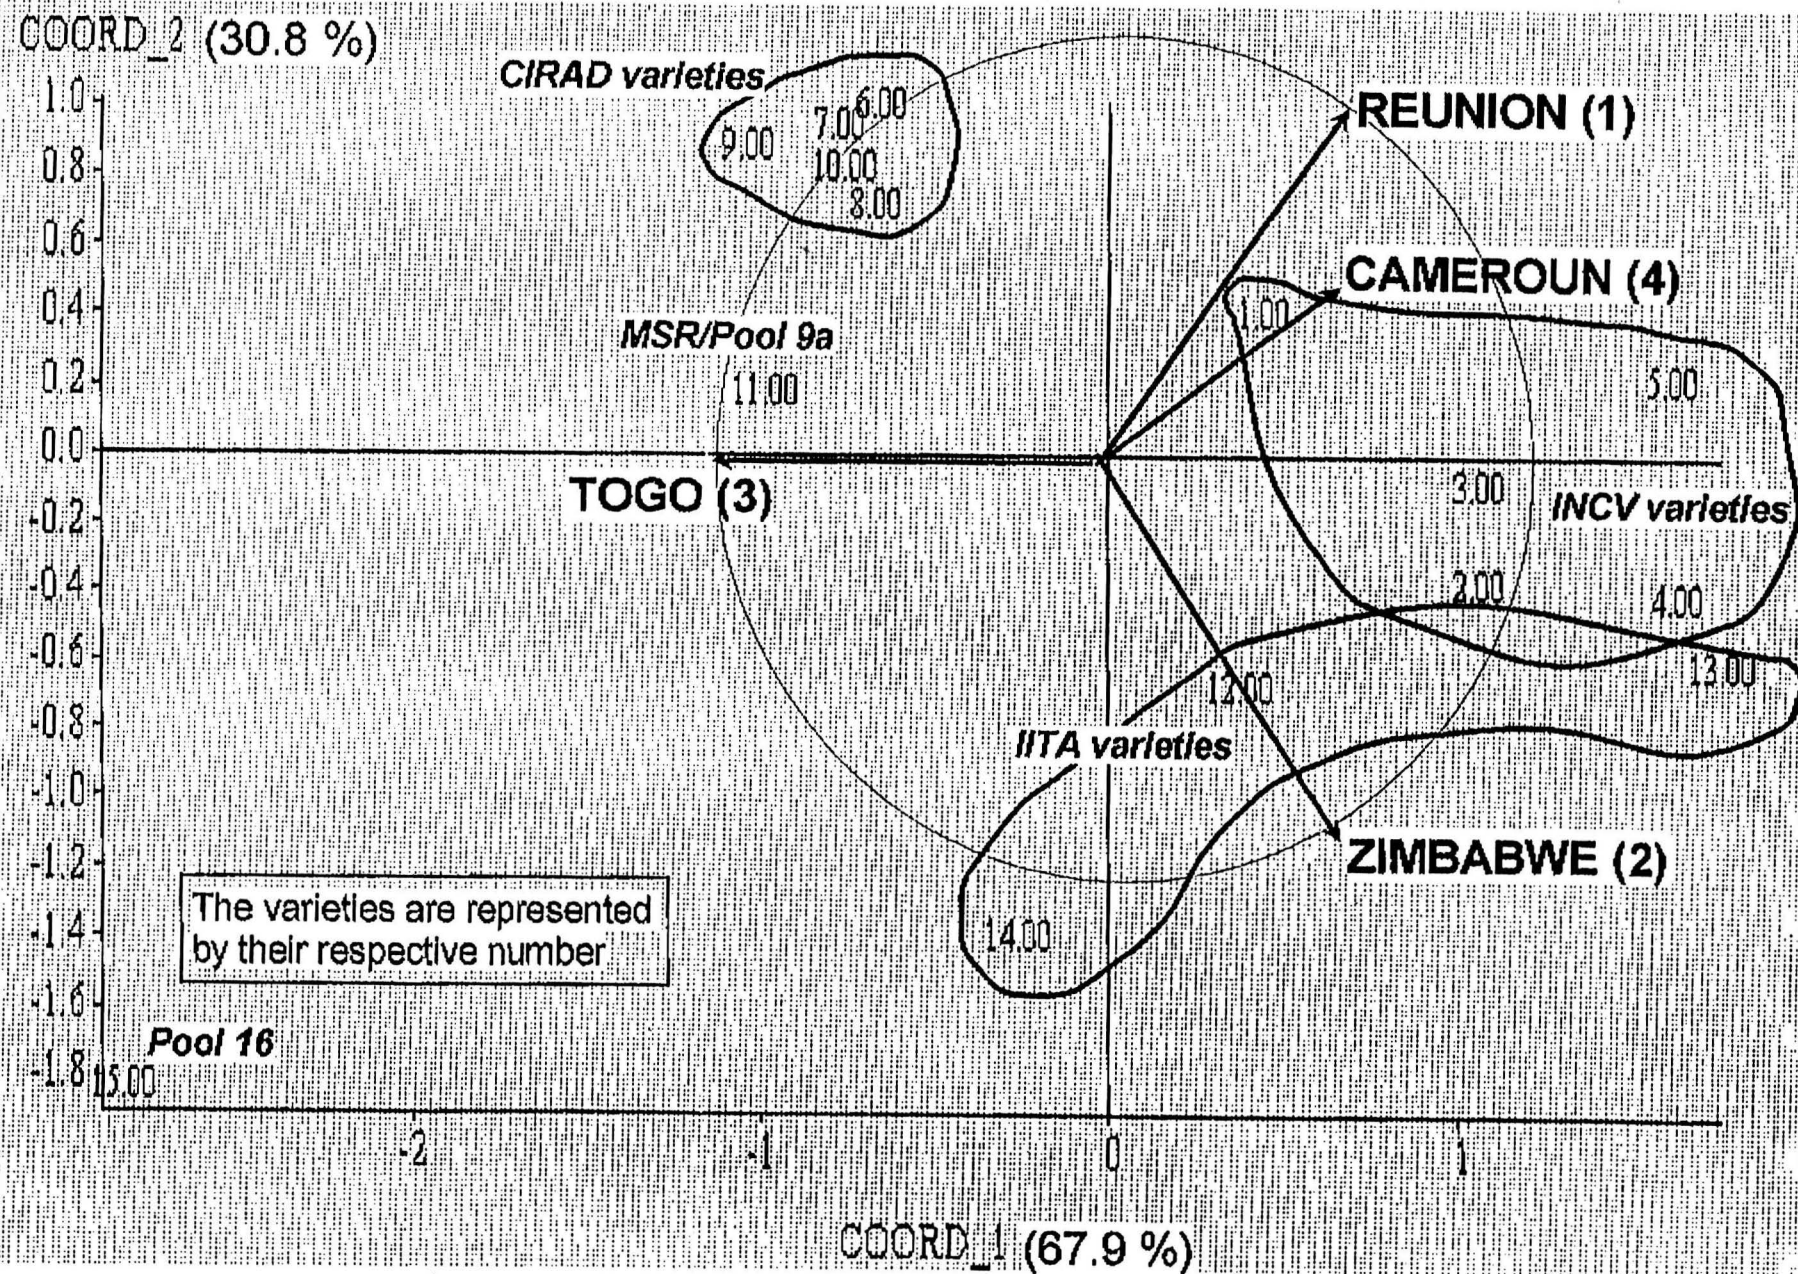 COORD_2 (30.8 %)
CIRAD varieties
1.0
0.8
0.6
0.4
0.2
0.0
-0.2
-0.4
-0.6
-0.8
-1.0
-1.2
-1.4
-1.6
-1.8
6.00
7.00
9.00
10.00
8.00
REUNION (1)
CAMEROUN (4)
1.00
MSR/Pool 9a
11.00
5.00
TOGO (3)
3.00
INCV varieties
2.00
4.00
12.00
13.00
IITA varieties
ZIMBABWE (2)
The varieties are represented
by their respective number
14.00
Pool 16
15.00
-2
-1
0
1
COORD_1 (67.9 %)